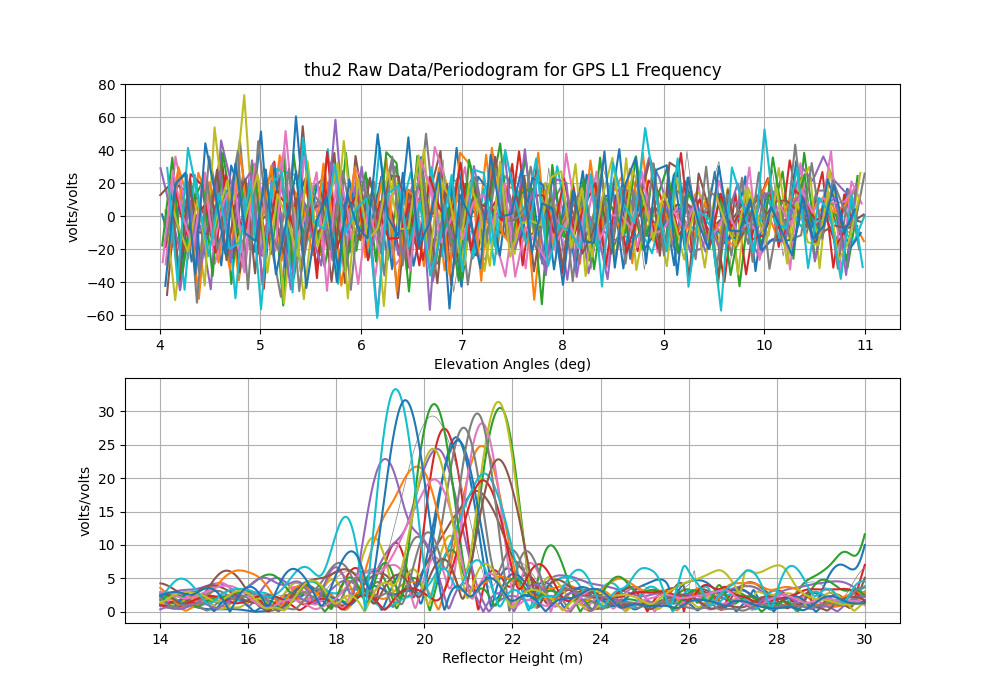 thu2 Raw Data/Periodogram for GPS L1 Frequency
80
60
40
20
0
−20
−40
−60
volts/volts
4 5 6 7 8 9 10 11
Elevation Angles (deg)
30
25
20
15
10
5
0
volts/volts
14 16 18 20 22 24 26 28 30
Reflector Height (m)